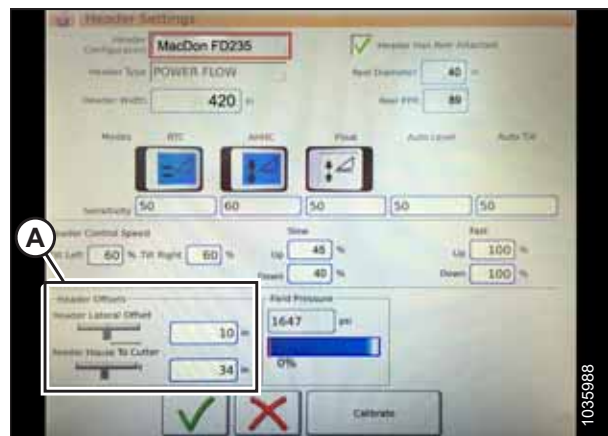 Header Settings
Header Configuration MacDon FD235
Header Has Reel Attached
Header Type POWER FLOW
Reel Diameter 40 in
Header Width 420 in
Reel PPR 89
Modes RTC AHHC Float Auto Level Auto Tilt
Sensitivity 50 60 50 50 50
Header Control Speed Slow Fast
Tilt Left 60 % Tilt Right 60 % Up 45 % Up 100 %
Down 40 % Down 100 %
A
Header Offsets
Header Lateral Offset
10 in
Feeder House To Cutter
34 in
Field Pressure
1647 psi
0%
Calibrate
1035988